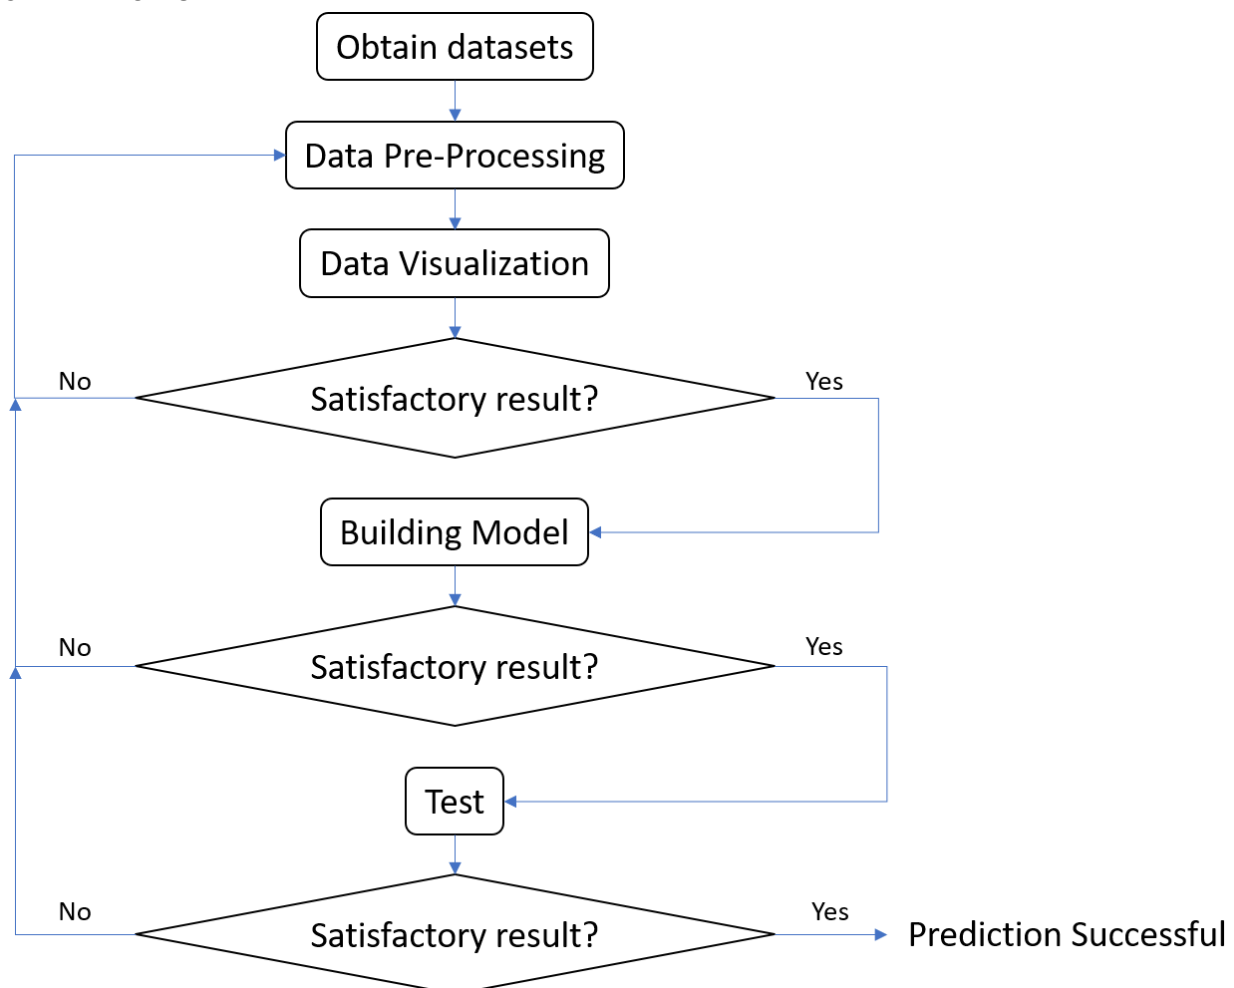 Obtain datasets
Data Pre-Processing
Data Visualization
No
Yes
Satisfactory result?
Building Model
No
Yes
Satisfactory result?
Test
No
Yes
Satisfactory result?
Prediction Successful